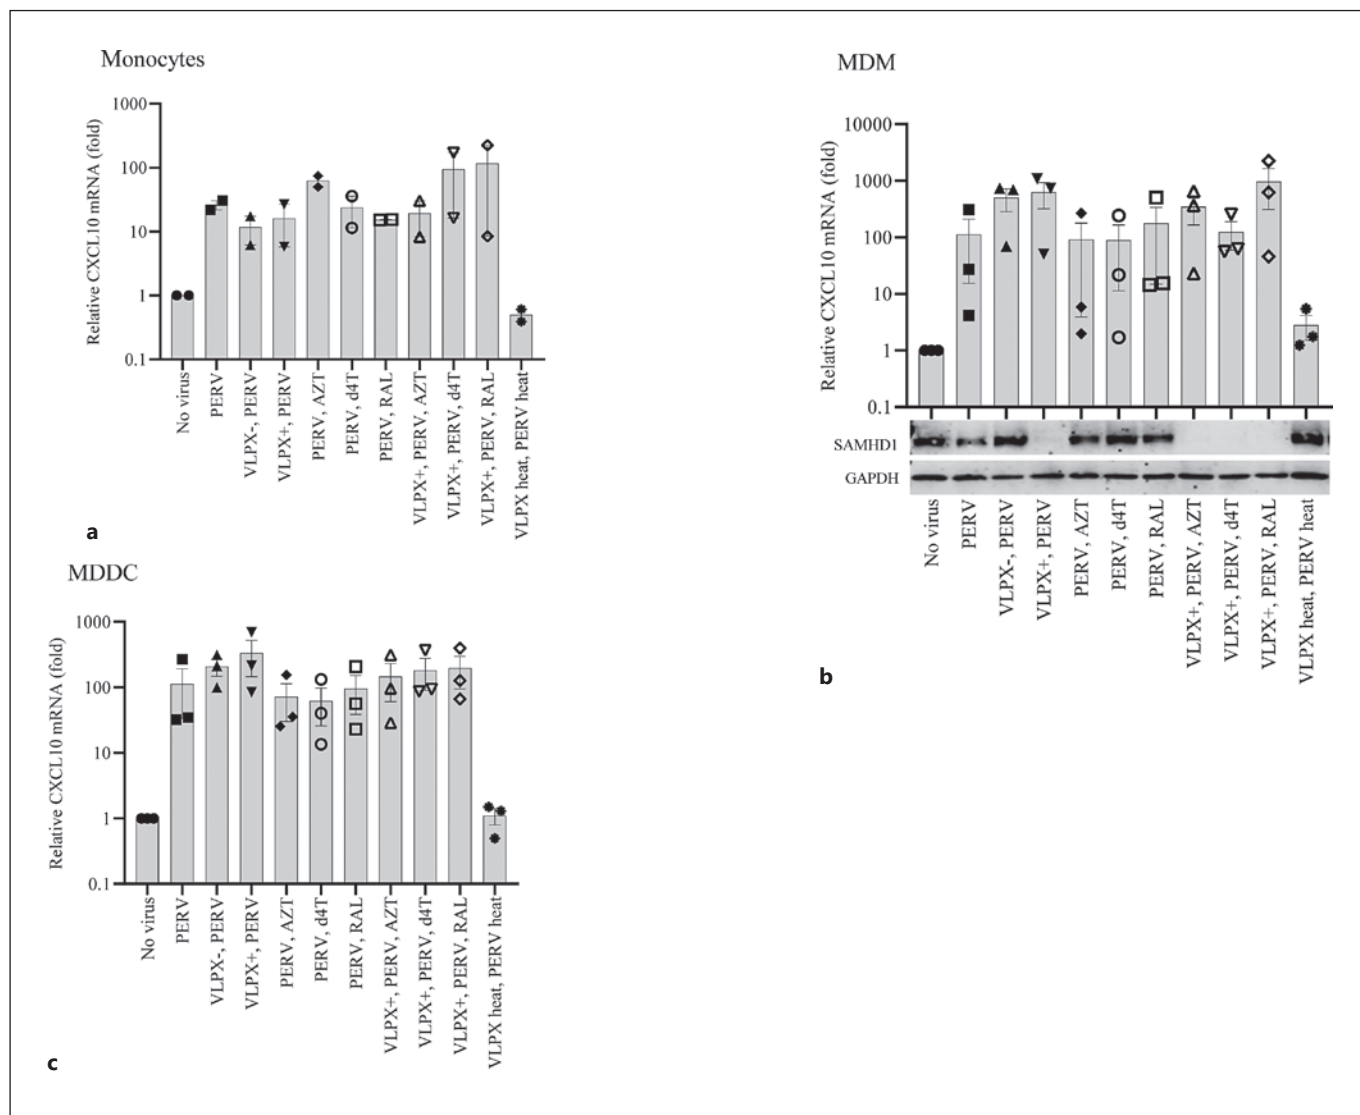 Monocytes
Relative CXCL10 mRNA (fold)
1000
100
10
1
0.1
No virus
PERV
VLPX-, PERV
VLPX+, PERV
PERV, AZT
PERV, d4T
PERV, RAL
VLPX+, PERV, AZT
VLPX+, PERV, d4T
VLPX+, PERV, RAL
VLPX heat, PERV heat
a
MDM
Relative CXCL10 mRNA (fold)
10000
1000
100
10
1
0.1
SAMHD1
GAPDH
No virus
PERV
VLPX-, PERV
VLPX+, PERV
PERV, AZT
PERV, d4T
PERV, RAL
VLPX+, PERV, AZT
VLPX+, PERV, d4T
VLPX+, PERV, RAL
VLPX heat, PERV heat
b
MDDC
Relative CXCL10 mRNA (fold)
1000
100
10
1
0.1
No virus
PERV
VLPX-, PERV
VLPX+, PERV
PERV, AZT
PERV, d4T
PERV, RAL
VLPX+, PERV, AZT
VLPX+, PERV, d4T
VLPX+, PERV, RAL
VLPX heat, PERV heat
c